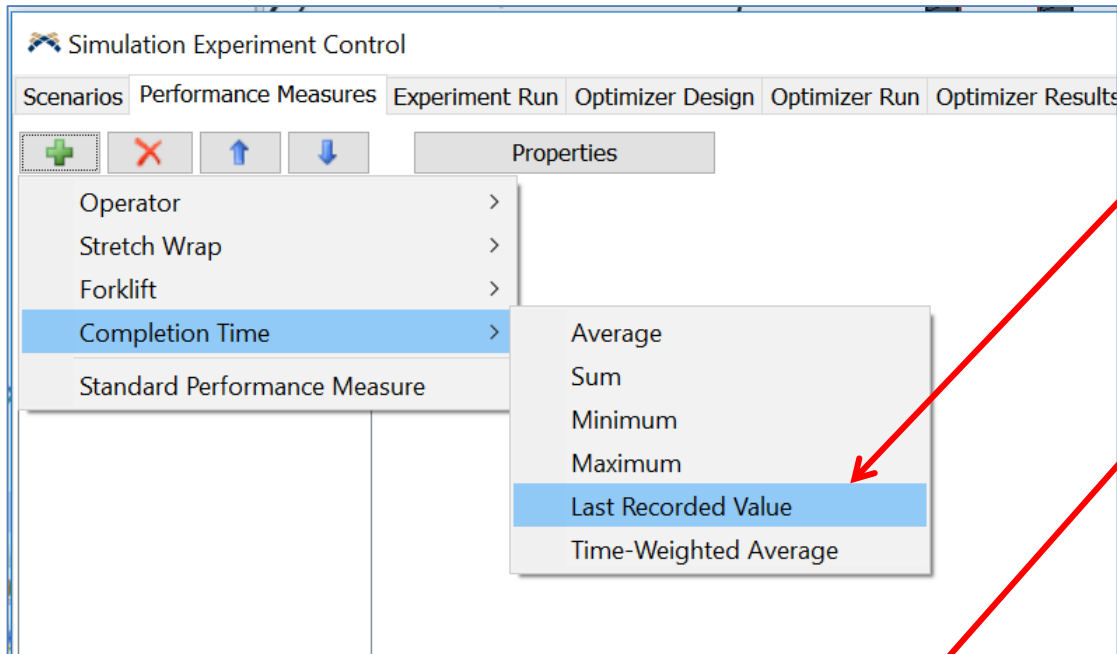 Simulation Experiment Control
Scenarios Performance Measures Experiment Run Optimizer Design Optimizer Run Optimizer Results
Properties
Operator
Stretch Wrap
Forklift
Completion Time
Standard Performance Measure
Average
Sum
Minimum
Maximum
Last Recorded Value
Time-Weighted Average